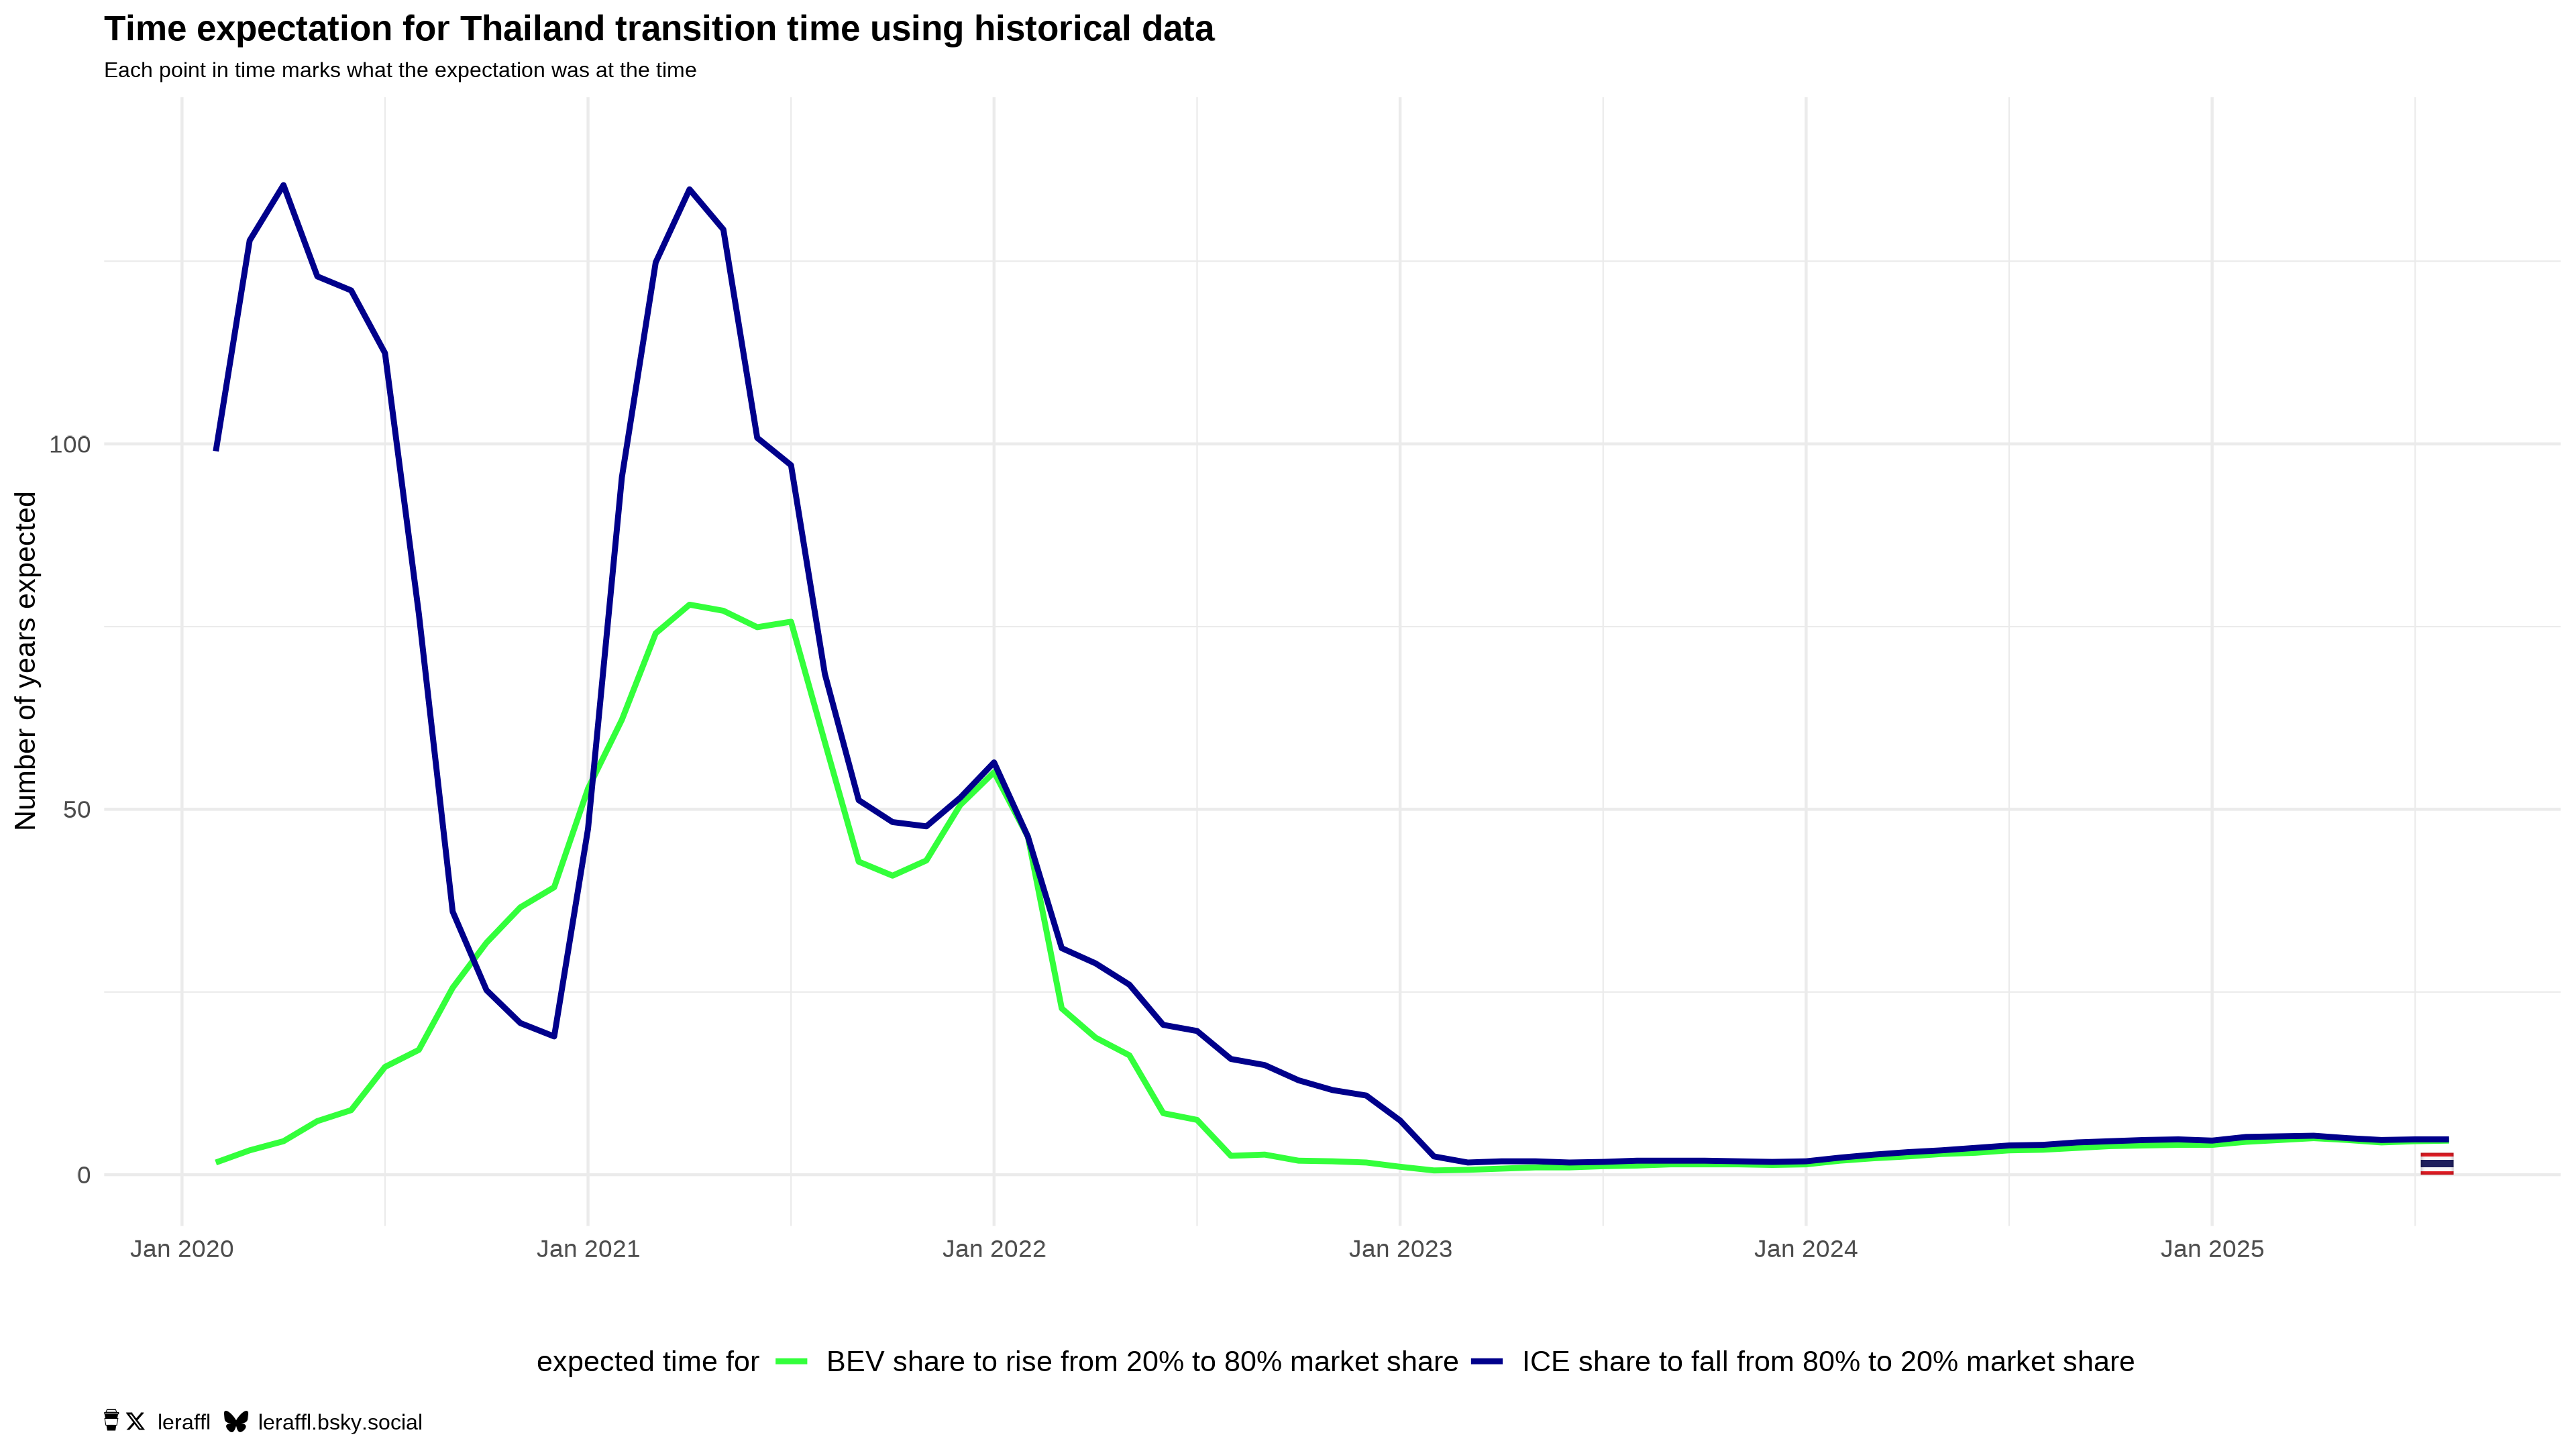 Time expectation for Thailand transition time using historical data
Each point in time marks what the expectation was at the time
Number of years expected
100
50
0
Jan 2020 Jan 2021 Jan 2022 Jan 2023 Jan 2024 Jan 2025
expected time for BEV share to rise from 20% to 80% market share ICE share to fall from 80% to 20% market share
leraffl leraffl.bsky.social